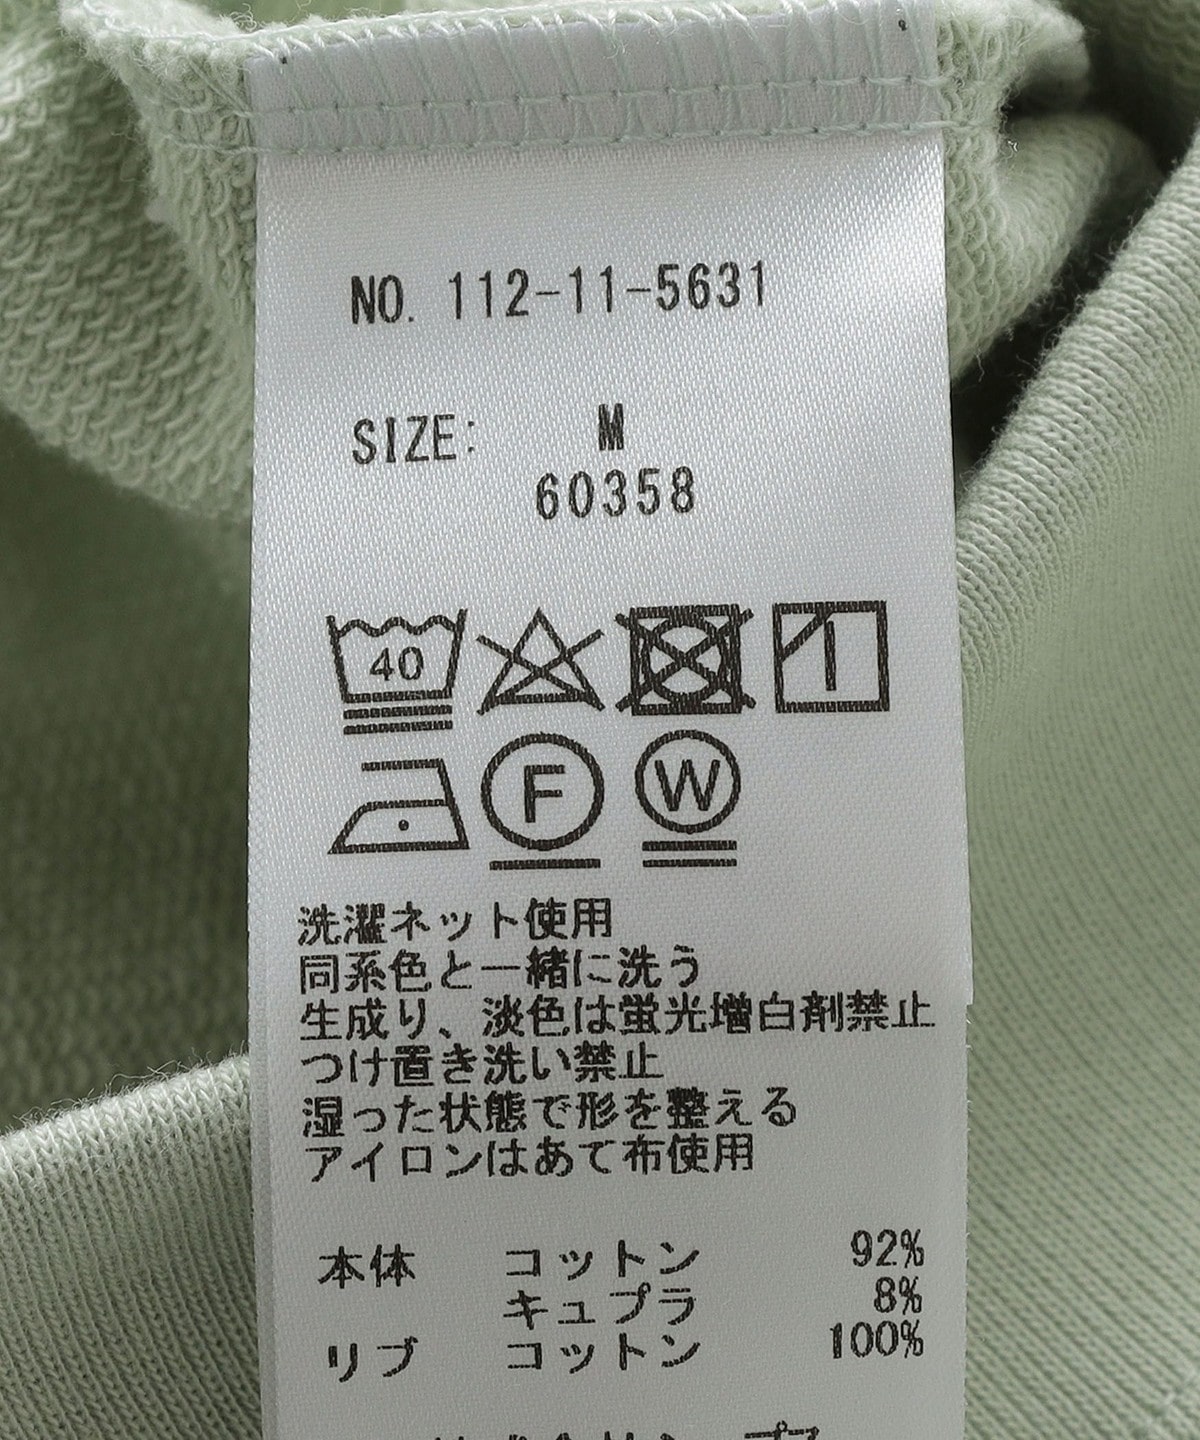 NO. 112-11-5631
SIZE: M
60358
40
F W
洗濯ネット使用
同系色と一緒に洗う
生成り、淡色は蛍光増白剤禁止
つけ置き洗い禁止
湿った状態で形を整える
アイロンはあて布使用
本体 コットン 92%
キュプラ 8%
リブ コットン 100%